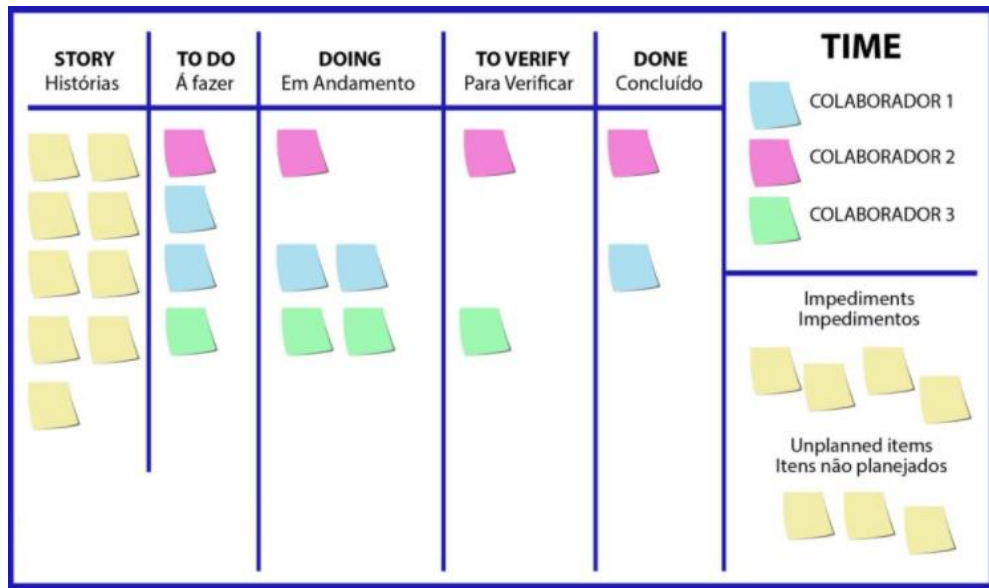 STORY
Histórias
TO DO
Á fazer
DOING
Em Andamento
TO VERIFY
Para Verificar
DONE
Concluído
TIME
COLABORADOR 1
COLABORADOR 2
COLABORADOR 3
Impediments
Impedimentos
Unplanned items
Itens não planejados